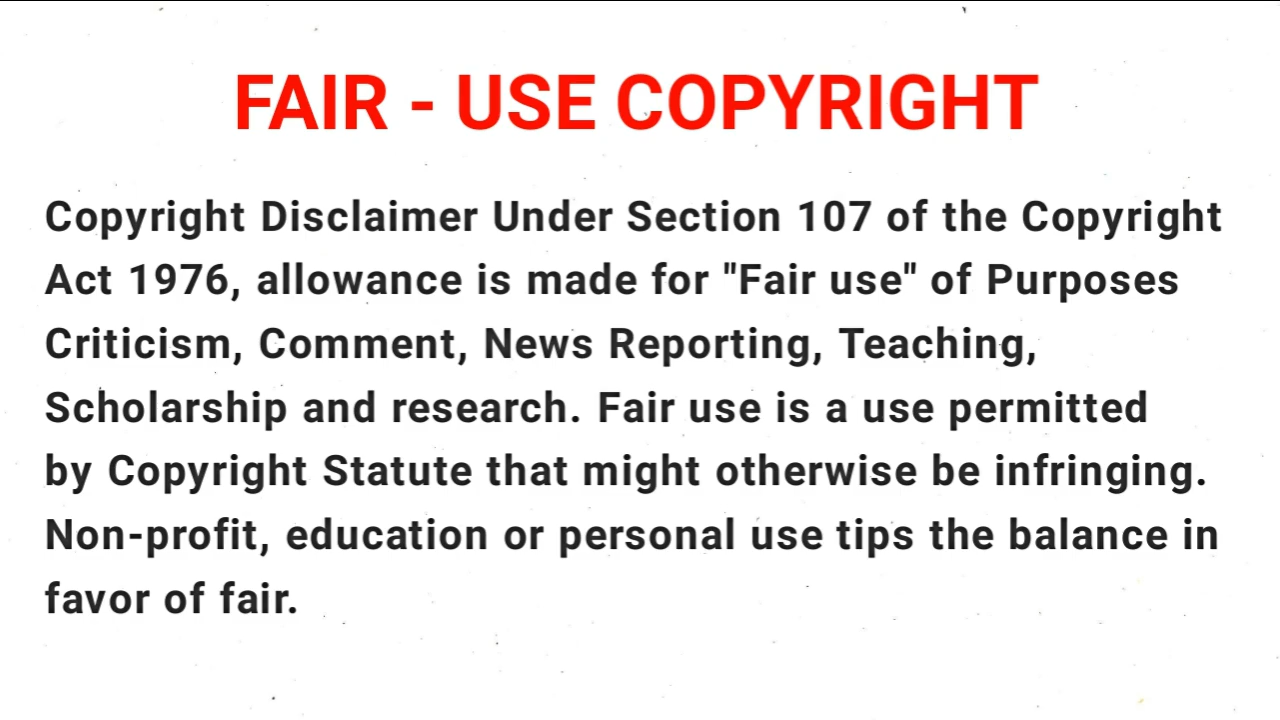 FAIR - USE COPYRIGHT
Copyright Disclaimer Under Section 107 of the Copyright
Act 1976, allowance is made for "Fair use" of Purposes
Criticism, Comment, News Reporting, Teaching,
Scholarship and research. Fair use is a use permitted
by Copyright Statute that might otherwise be infringing.
Non-profit, education or personal use tips the balance in
favor of fair.